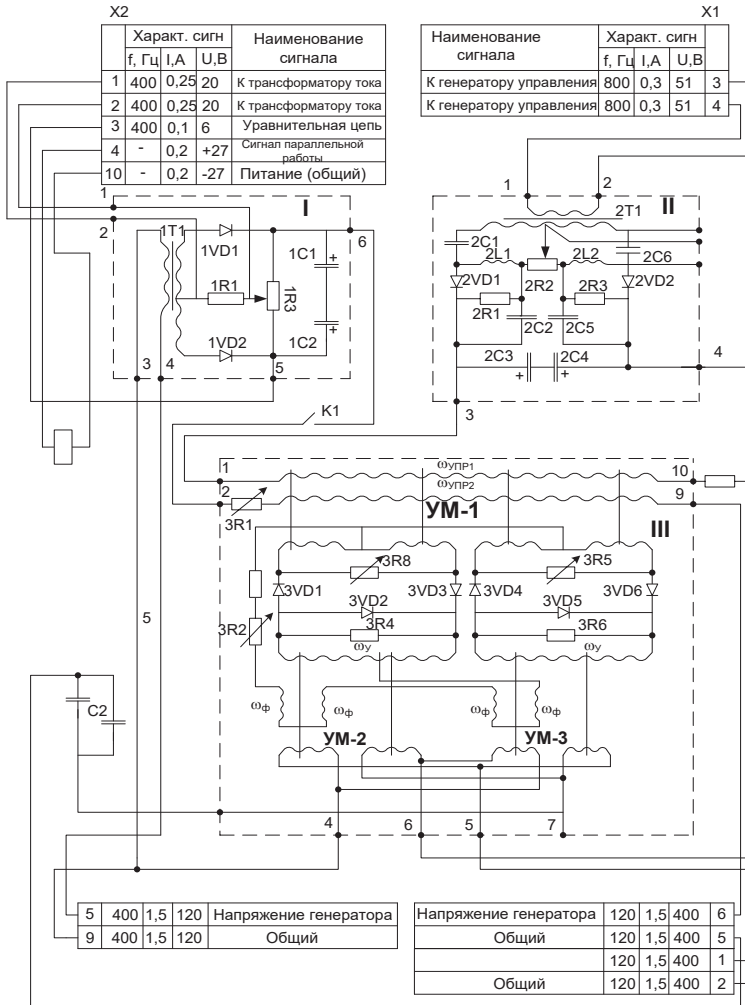 X2
X1
Характ. сигн
Наименование сигнала
f, Гц I,А U,В
1 400 0,25 20 К трансформатору тока
2 400 0,25 20 К трансформатору тока
3 400 0,1 6 Уравнительная цепь
4 - 0,2 +27 Сигнал параллельной работы
10 - 0,2 -27 Питание (общий)
Наименование сигнала
Характ. сигн
f, Гц I,А U,В
К генератору управления 800 0,3 51 3
К генератору управления 800 0,3 51 4
1
2
I
1T1
1VD1
6
1C1
+
1R1
1R3
1VD2
1C2
+
3
4
5
1
2
II
2T1
2C1
2L1
2L2
2C6
2VD1
2R2
2VD2
2R1
2R3
2C2
2C5
2C3
2C4
+
+
4
3
K1
1
ωУПР1
10
2
ωУПР2
9
УМ-1
III
3R1
3R8
3R5
3VD1
3VD3
3VD4
3VD6
3VD2
3VD5
3R2
3R4
3R6
ωУ
ωУ
5
C2
ωф
ωф
ωф
ωф
УМ-2
УМ-3
4
6
5
7
5 400 1,5 120 Напряжение генератора
9 400 1,5 120 Общий
Напряжение генератора 120 1,5 400 6
Общий 120 1,5 400 5
120 1,5 400 1
Общий 120 1,5 400 2